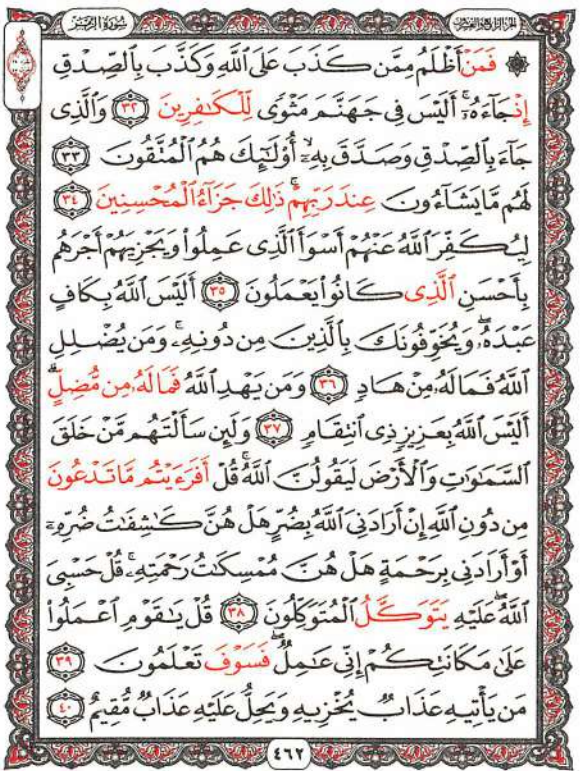 سُورَةُ الزُّمَرِ
الجزء الرابع والعشرون
۞ فَمَنْ أَظْلَمُ مِمَّن كَذَبَ عَلَى ٱللَّهِ وَكَذَّبَ بِٱلصِّدْقِ
إِذْ جَآءَهُۥٓۚ أَلَيْسَ فِى جَهَنَّمَ مَثْوًى لِّلْكَـٰفِرِينَ ٣٢ وَٱلَّذِى
جَآءَ بِٱلصِّدْقِ وَصَدَّقَ بِهِۦٓۙ أُو۟لَـٰٓئِكَ هُمُ ٱلْمُتَّقُونَ ٣٣
لَهُم مَّا يَشَآءُونَ عِندَ رَبِّهِمْۚ ذَٰلِكَ جَزَآءُ ٱلْمُحْسِنِينَ ٣٤
لِيُكَفِّرَ ٱللَّهُ عَنْهُمْ أَسْوَأَ ٱلَّذِى عَمِلُوا۟ وَيَجْزِيَهُمْ أَجْرَهُم
بِأَحْسَنِ ٱلَّذِى كَانُوا۟ يَعْمَلُونَ ٣٥ أَلَيْسَ ٱللَّهُ بِكَافٍ
عَبْدَهُۥۖ وَيُخَوِّفُونَكَ بِٱلَّذِينَ مِن دُونِهِۦۚ وَمَن يُضْلِلِ
ٱللَّهُ فَمَا لَهُۥ مِنْ هَادٍ ٣٦ وَمَن يَهْدِ ٱللَّهُ فَمَا لَهُۥ مِن مُّضِلٍّۗ
أَلَيْسَ ٱللَّهُ بِعَزِيزٍ ذِى ٱنتِقَامٍ ٣٧ وَلَئِن سَأَلْتَهُم مَّنْ خَلَقَ
ٱلسَّمَـٰوَٰتِ وَٱلْأَرْضَ لَيَقُولُنَّ ٱللَّهُۚ قُلْ أَفَرَءَيْتُم مَّا تَدْعُونَ
مِن دُونِ ٱللَّهِ إِنْ أَرَادَنِىَ ٱللَّهُ بِضُرٍّ هَلْ هُنَّ كَـٰشِفَـٰتُ ضُرِّهِۦٓ
أَوْ أَرَادَنِى بِرَحْمَةٍ هَلْ هُنَّ مُمْسِكَـٰتُ رَحْمَتِهِۦۚ قُلْ حَسْبِىَ
ٱللَّهُۖ عَلَيْهِ يَتَوَكَّلُ ٱلْمُتَوَكِّلُونَ ٣٨ قُلْ يَـٰقَوْمِ ٱعْمَلُوا۟
عَلَىٰ مَكَانَتِكُمْ إِنِّى عَـٰمِلٌۖ فَسَوْفَ تَعْلَمُونَ ٣٩
مَن يَأْتِيهِ عَذَابٌ يُخْزِيهِ وَيَحِلُّ عَلَيْهِ عَذَابٌ مُّقِيمٌ ٤٠
٤٦٢